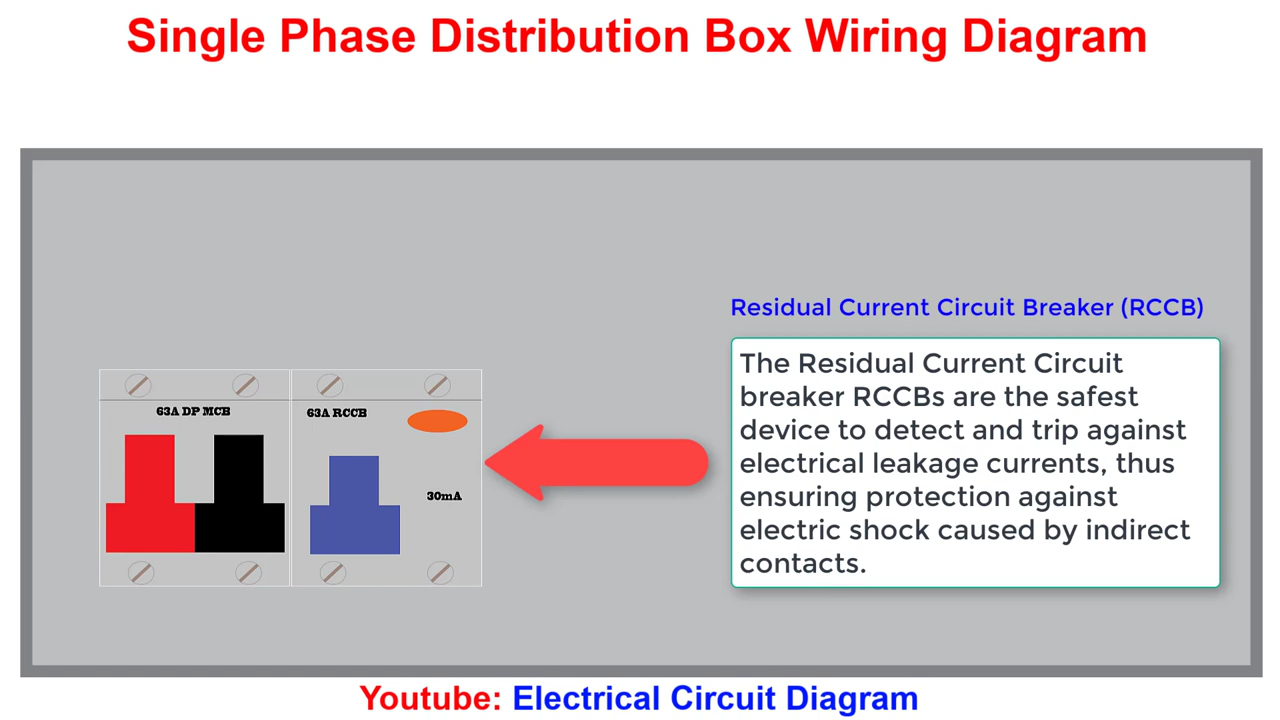 Single Phase Distribution Box Wiring Diagram
Residual Current Circuit Breaker (RCCB)
The Residual Current Circuit
breaker RCCBs are the safest
device to detect and trip against
electrical leakage currents, thus
ensuring protection against
electric shock caused by indirect
contacts.
63A DP MCB
63A RCCB
30mA
Youtube: Electrical Circuit Diagram